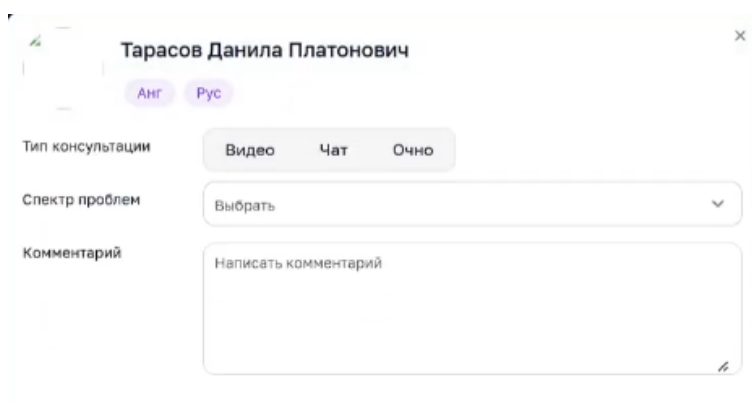 Тарасов Данила Платонович
Анг Рус
Тип консультации
Видео Чат Очно
Спектр проблем
Выбрать
Комментарий
Написать комментарий